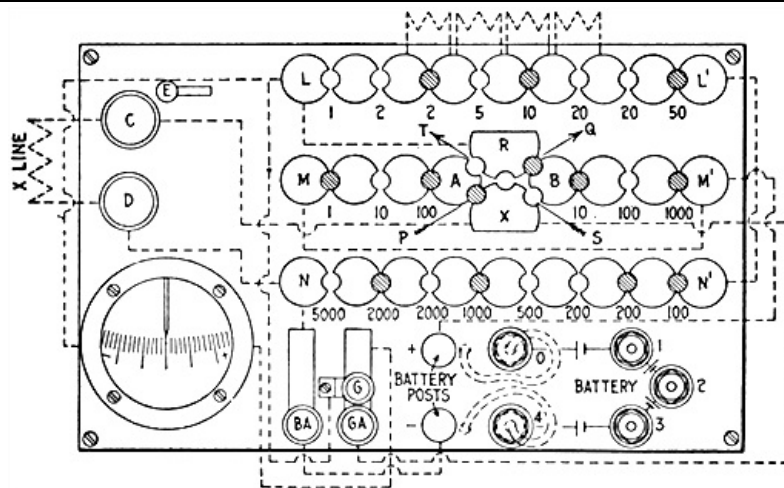 E
L
L'
1 2 2 5 10 20 20 50
C
X LINE
T
R
Q
M
A
B
M'
1 10 100
10 100 1000
D
X
P
S
N
N'
5000 2000 2000 1000 500 200 200 100
+
0
1
BATTERY
POSTS
BATTERY
2
G
-
4
3
BA
GA